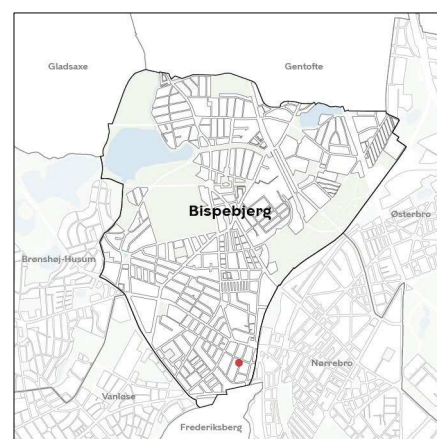 Gladsaxe
Gentofte
Bispebjerg
Østerbro
Brønshøj-Husum
Nørrebro
Vanløse
Frederiksberg